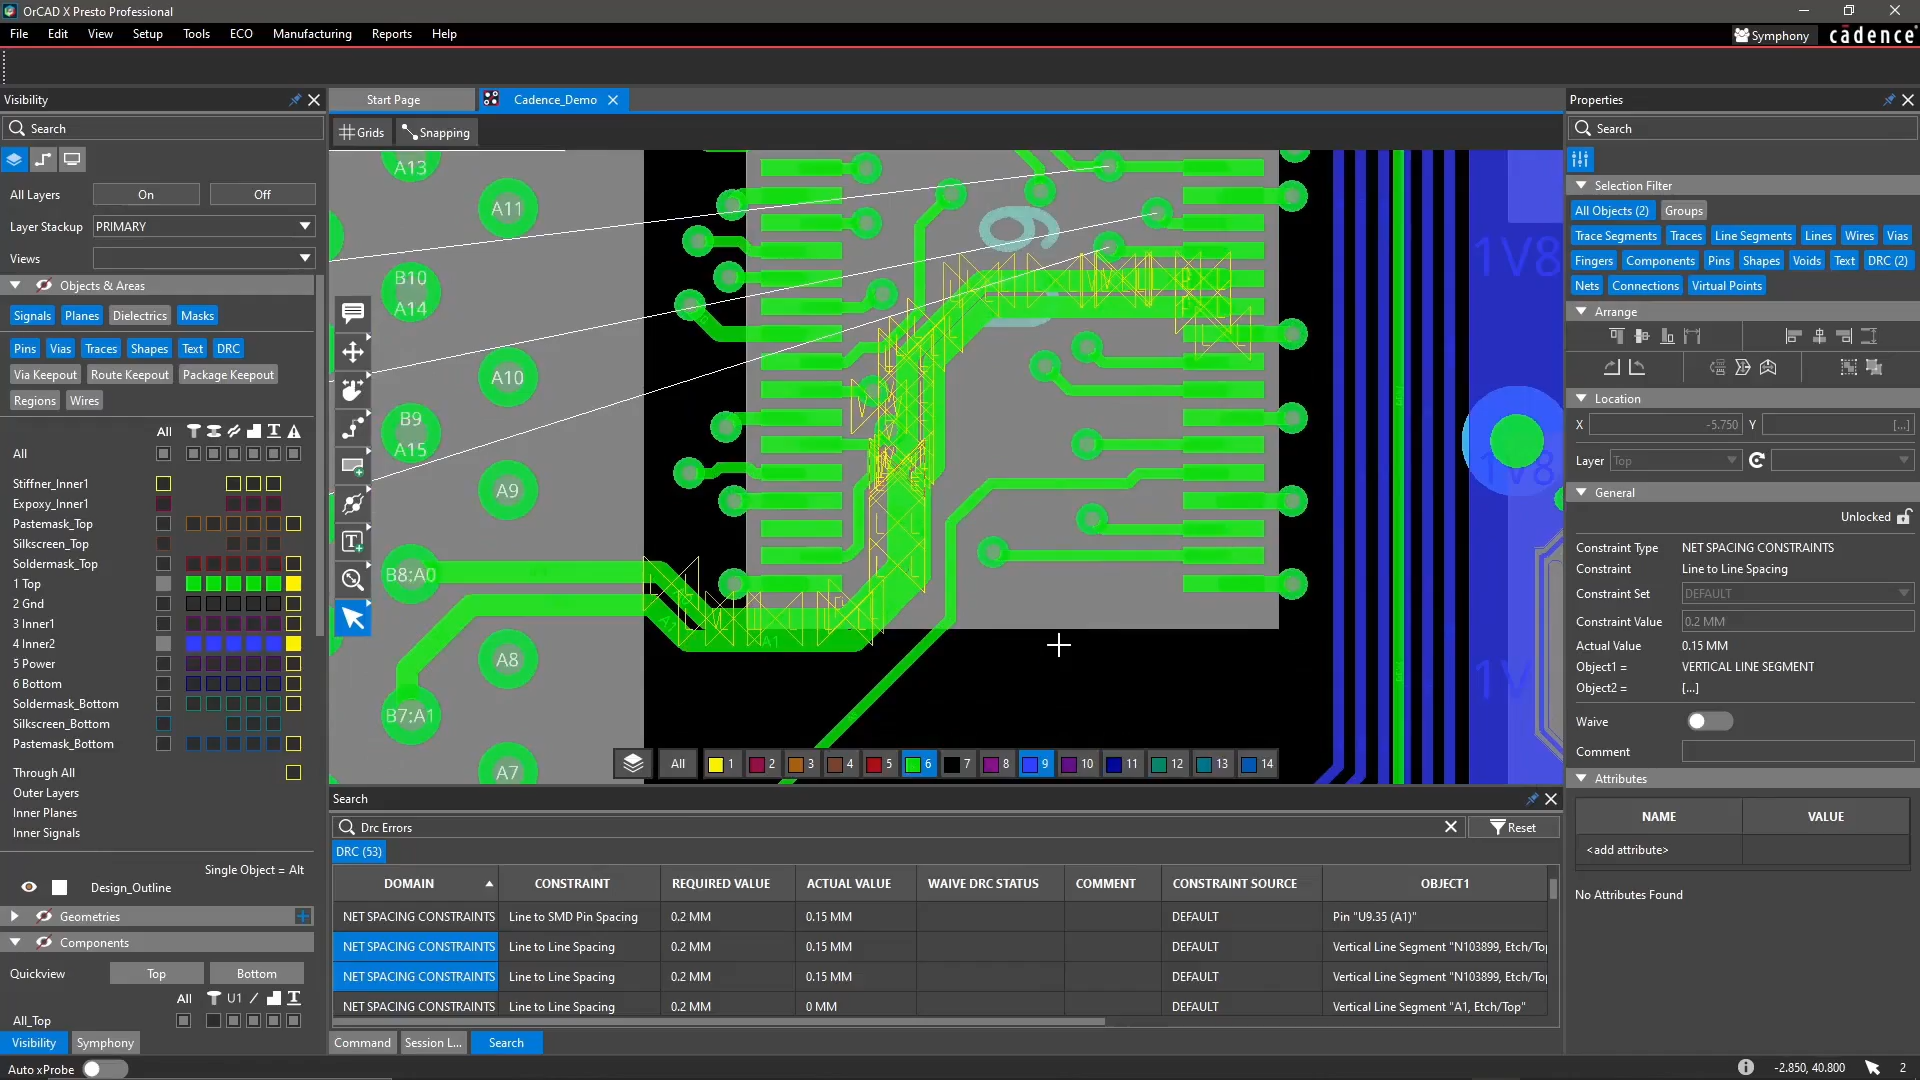 OrCAD X Presto Professional
File Edit View Setup Tools ECO Manufacturing Reports Help
Symphony cādence
Visibility
Search
All Layers On Off
Layer Stackup PRIMARY
Views
Objects & Areas
Signals Planes Dielectrics Masks
Pins Vias Traces Shapes Text DRC
Via Keepout Route Keepout Package Keepout
Regions Wires
All
All
Stiffner_Inner1
Expoxy_Inner1
Pastemask_Top
Silkscreen_Top
Soldermask_Top
1 Top
2 Gnd
3 Inner1
4 Inner2
5 Power
6 Bottom
Soldermask_Bottom
Silkscreen_Bottom
Pastemask_Bottom
Through All
Outer Layers
Inner Planes
Inner Signals
Single Object = Alt
Design_Outline
Geometries
Components
Quickview Top Bottom
All U1
All_Top
Visibility Symphony
Auto xProbe
Start Page Cadence_Demo
Grids Snapping
A13
A11
B10
A14
A10
B9
A15
A9
B8:A0
A8
B7:A1
A7
A1
A1
1V8
1V8
1V
All 1 2 3 4 5 6 7 8 9 10 11 12 13 14
Search
Drc Errors Reset
DRC (53)
DOMAIN CONSTRAINT REQUIRED VALUE ACTUAL VALUE WAIVE DRC STATUS COMMENT CONSTRAINT SOURCE OBJECT1
NET SPACING CONSTRAINTS Line to SMD Pin Spacing 0.2 MM 0.15 MM DEFAULT Pin "U9.35 (A1)"
NET SPACING CONSTRAINTS Line to Line Spacing 0.2 MM 0.15 MM DEFAULT Vertical Line Segment "N103899, Etch/To
NET SPACING CONSTRAINTS Line to Line Spacing 0.2 MM 0.15 MM DEFAULT Vertical Line Segment "N103899, Etch/To
NET SPACING CONSTRAINTS Line to Line Spacing 0.2 MM 0 MM DEFAULT Vertical Line Segment "A1, Etch/Top"
Command Session L... Search
Properties
Search
Selection Filter
All Objects (2) Groups
Trace Segments Traces Line Segments Lines Wires Vias
Fingers Components Pins Shapes Voids Text DRC (2)
Nets Connections Virtual Points
Arrange
Location
X -5.750 Y [...]
Layer Top
General
Unlocked
Constraint Type NET SPACING CONSTRAINTS
Constraint Line to Line Spacing
Constraint Set DEFAULT
Constraint Value 0.2 MM
Actual Value 0.15 MM
Object1 = VERTICAL LINE SEGMENT
Object2 = [...]
Waive
Comment
Attributes
NAME VALUE
<add attribute>
No Attributes Found
-2.850, 40.800 2